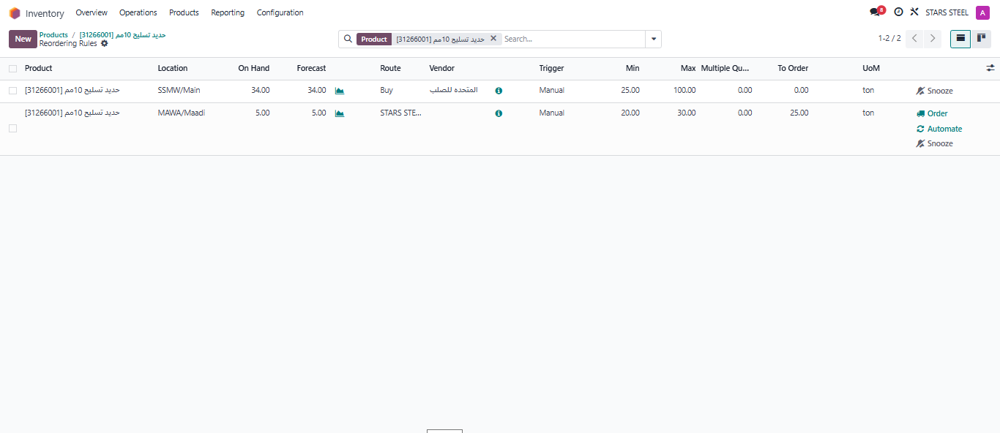 Inventory Overview Operations Products Reporting Configuration 8 STARS STEEL A
New Products / [31266001] حديد تسليح 10مم
Reordering Rules
Product [31266001] حديد تسليح 10مم Search... 1-2 / 2
Product Location On Hand Forecast Route Vendor Trigger Min Max Multiple Qu... To Order UoM
[31266001] حديد تسليح 10مم SSMW/Main 34.00 34.00 Buy المتحده للصلب Manual 25.00 100.00 0.00 0.00 ton Snooze
[31266001] حديد تسليح 10مم MAWA/Maadi 5.00 5.00 STARS STE... Manual 20.00 30.00 0.00 25.00 ton Order
Automate
Snooze